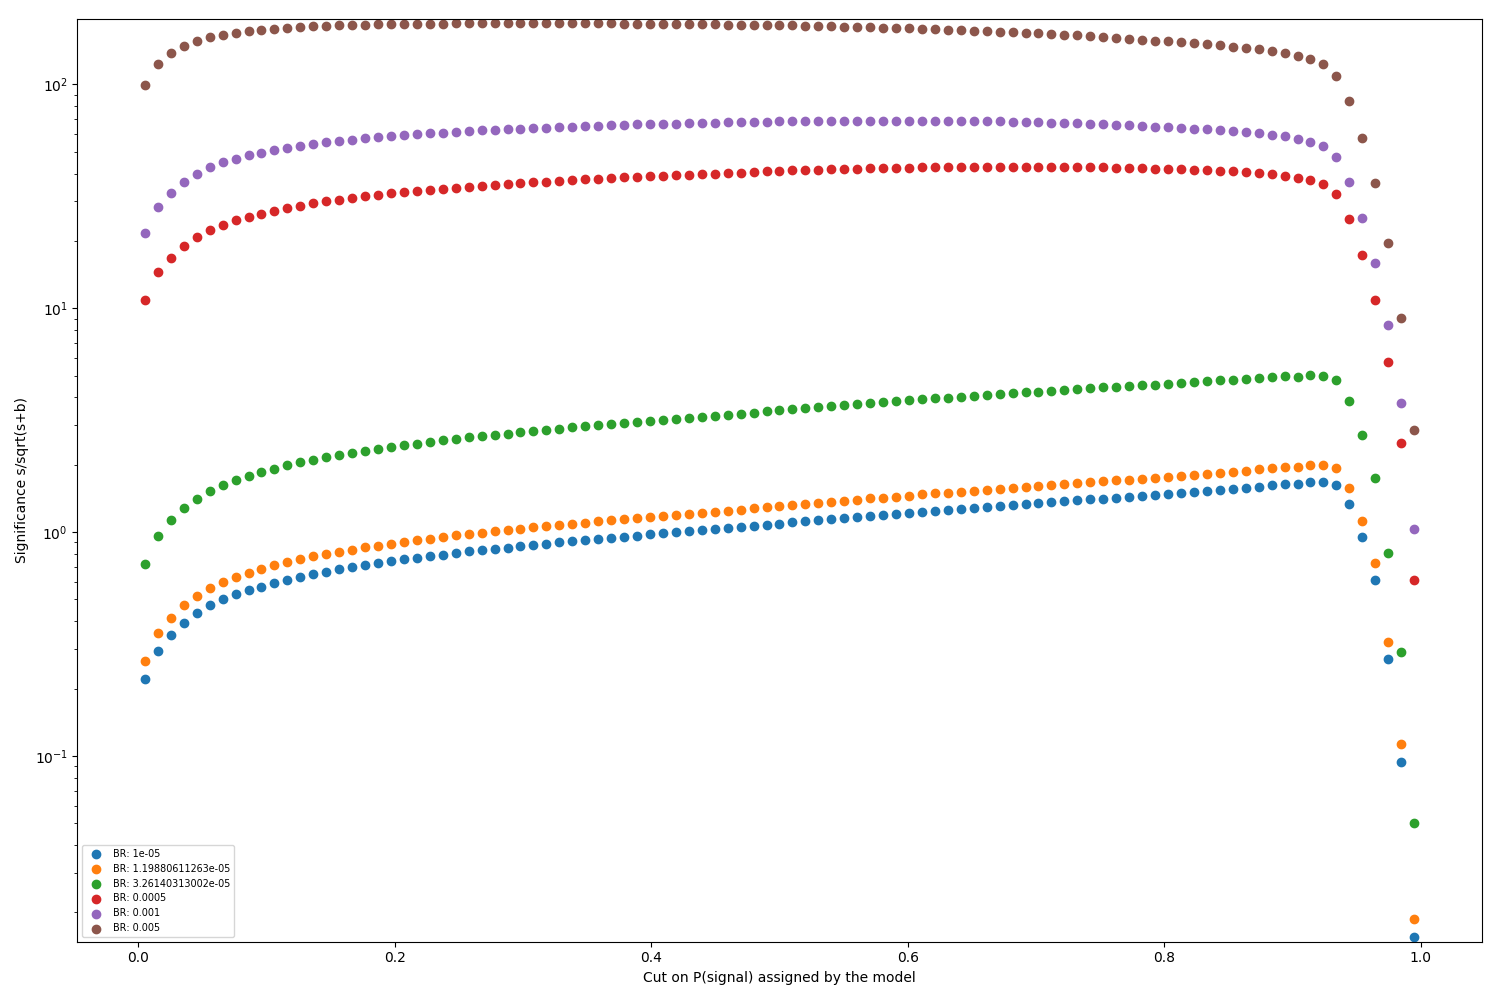 Significance s/sqrt(s+b)
10²
10¹
10⁰
10⁻¹
BR: 1e-05
BR: 1.19880611263e-05
BR: 3.26140313002e-05
BR: 0.0005
BR: 0.001
BR: 0.005
0.0 0.2 0.4 0.6 0.8 1.0
Cut on P(signal) assigned by the model